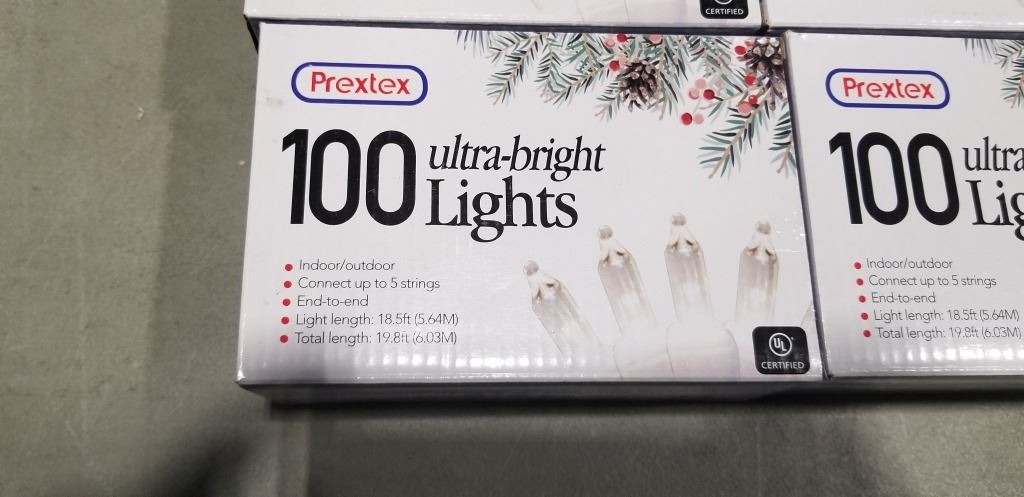 CERTIFIED
Prextex
100 ultra-bright
Lights
• Indoor/outdoor
• Connect up to 5 strings
• End-to-end
• Light length: 18.5ft (5.64M)
• Total length: 19.8ft (6.03M)
UL
CERTIFIED
Prextex
100 ultra
Lig
• Indoor/outdoor
• Connect up to 5 strings
• End-to-end
• Light length: 18.5ft (5.64M)
• Total length: 19.8ft (6.03M)